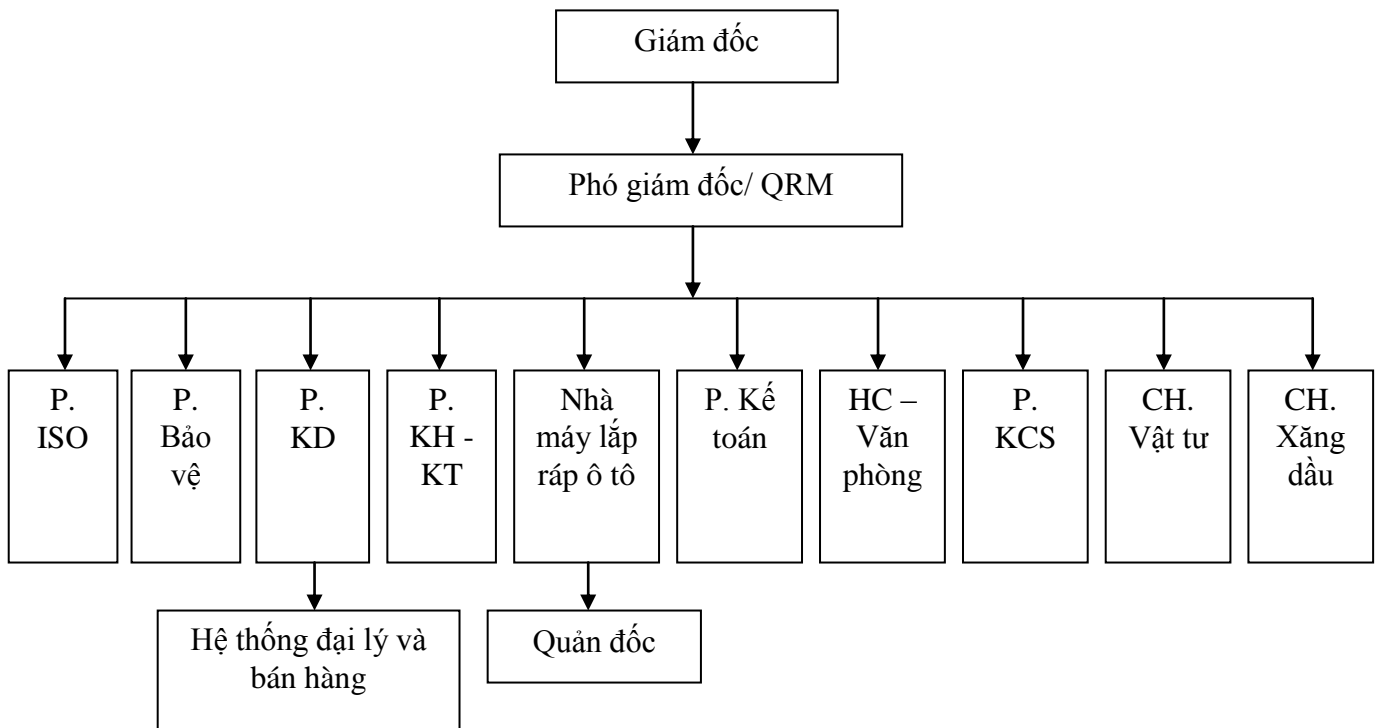 Giám đốc
Phó giám đốc/ QRM
P.
ISO
P.
Bảo
vệ
P.
KD
P.
KH -
KT
Nhà
máy lắp
ráp ô tô
P. Kế
toán
HC –
Văn
phòng
P.
KCS
CH.
Vật tư
CH.
Xăng
dầu
Hệ thống đại lý và
bán hàng
Quản đốc